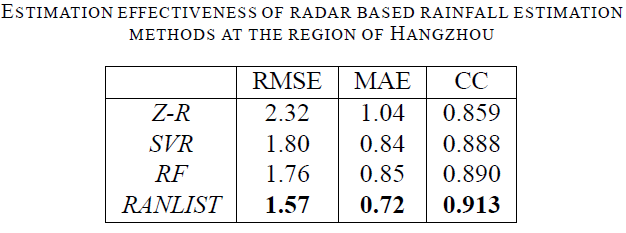 ESTIMATION EFFECTIVENESS OF RADAR BASED RAINFALL ESTIMATION
METHODS AT THE REGION OF HANGZHOU
RMSE MAE CC
Z-R 2.32 1.04 0.859
SVR 1.80 0.84 0.888
RF 1.76 0.85 0.890
RANLIST 1.57 0.72 0.913